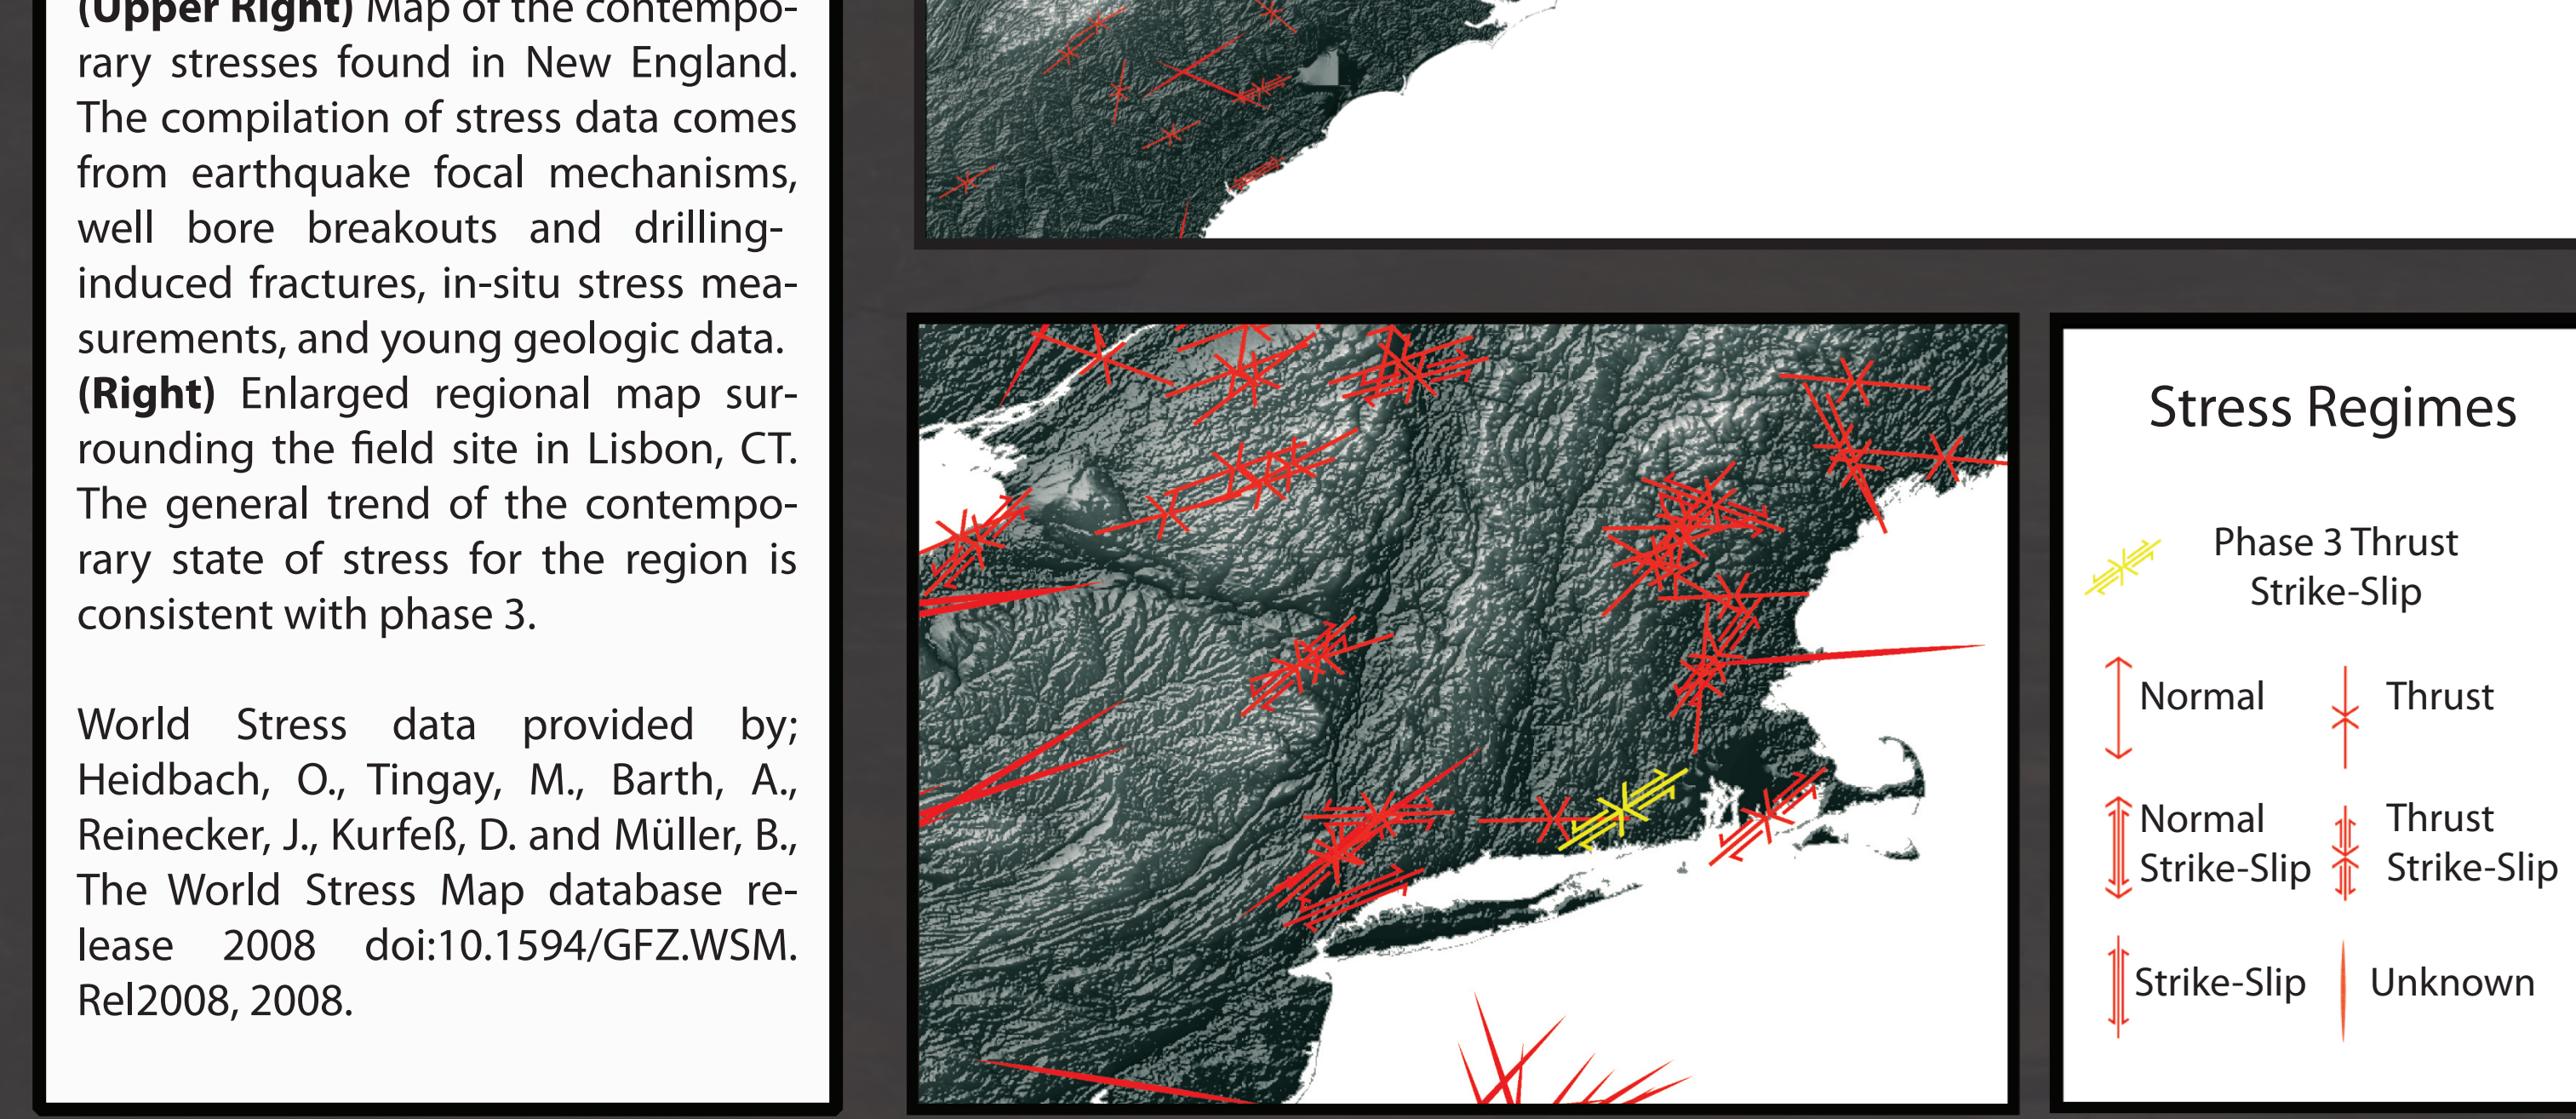 (Upper Right) Map of the contempo-
rary stresses found in New England.
The compilation of stress data comes
from earthquake focal mechanisms,
well bore breakouts and drilling-
induced fractures, in-situ stress mea-
surements, and young geologic data.
(Right) Enlarged regional map sur-
rounding the field site in Lisbon, CT.
The general trend of the contempo-
rary state of stress for the region is
consistent with phase 3.
World Stress data provided by;
Heidbach, O., Tingay, M., Barth, A.,
Reinecker, J., Kurfeß, D. and Müller, B.,
The World Stress Map database re-
lease 2008 doi:10.1594/GFZ.WSM.
Rel2008, 2008.
Stress Regimes
Phase 3 Thrust
Strike-Slip
Normal
Thrust
Normal
Strike-Slip
Thrust
Strike-Slip
Strike-Slip
Unknown